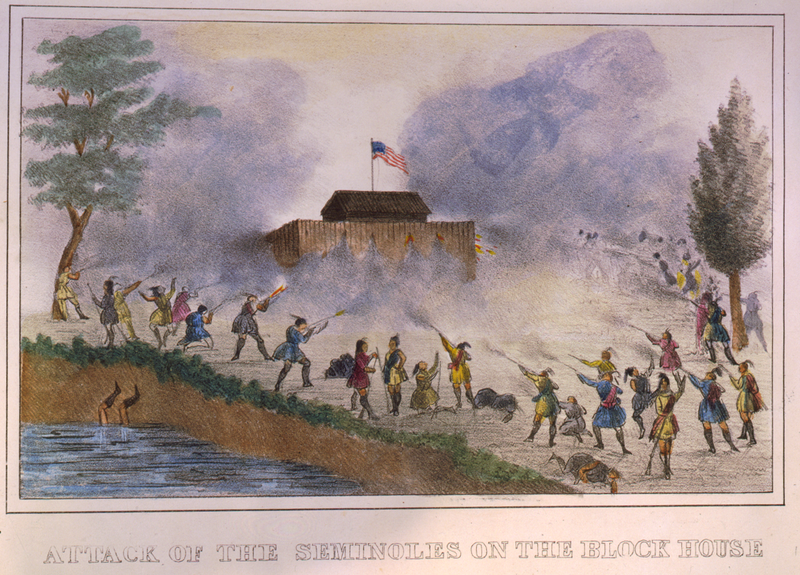 ATTACK OF THE SEMINOLES ON THE BLOCK HOUSE